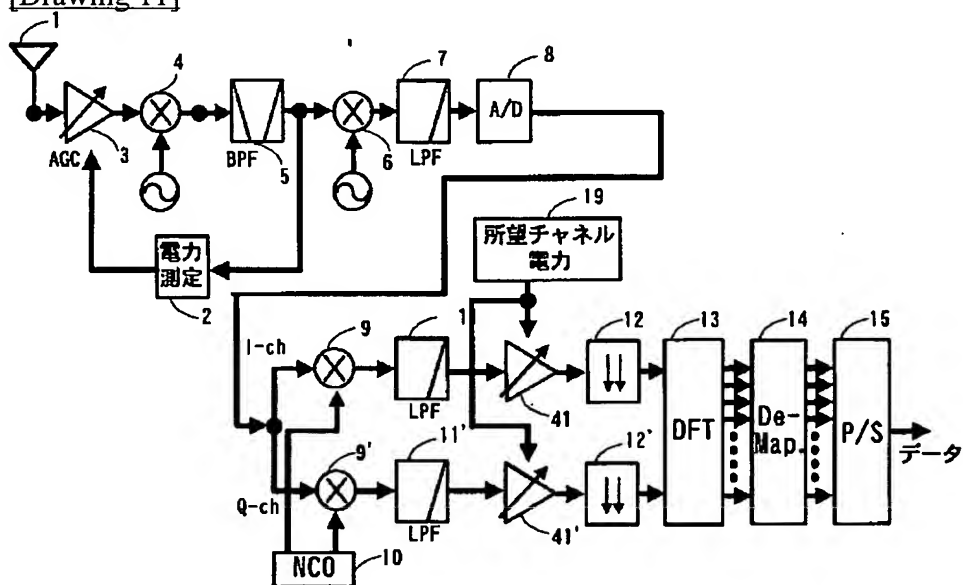 [Drawing 11]
1
4
7
8
A/D
AGC
3
BPF
5
6
LPF
電力
測定
2
19
所望チャネル
電力
I-ch
9
1
LPF
41
12
13
DFT
14
De-
Map.
15
P/S
データ
Q-ch
9'
11'
LPF
41'
12'
NCO
10